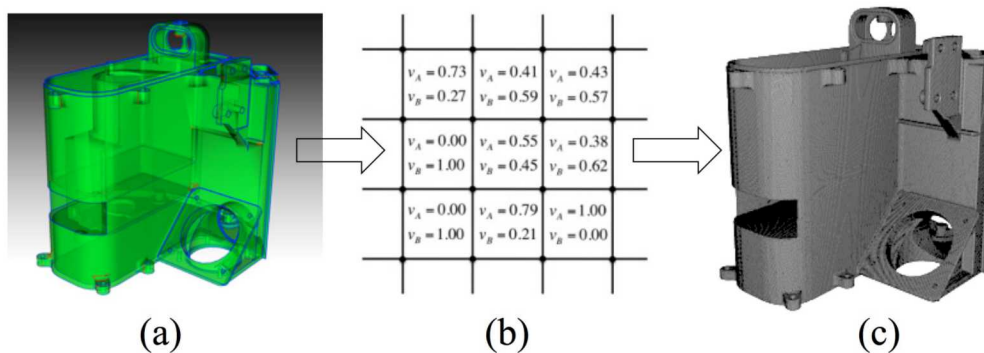 v_A = 0.73 v_A = 0.41 v_A = 0.43
v_B = 0.27 v_B = 0.59 v_B = 0.57
v_A = 0.00 v_A = 0.55 v_A = 0.38
v_B = 1.00 v_B = 0.45 v_B = 0.62
v_A = 0.00 v_A = 0.79 v_A = 1.00
v_B = 1.00 v_B = 0.21 v_B = 0.00
(a) (b) (c)